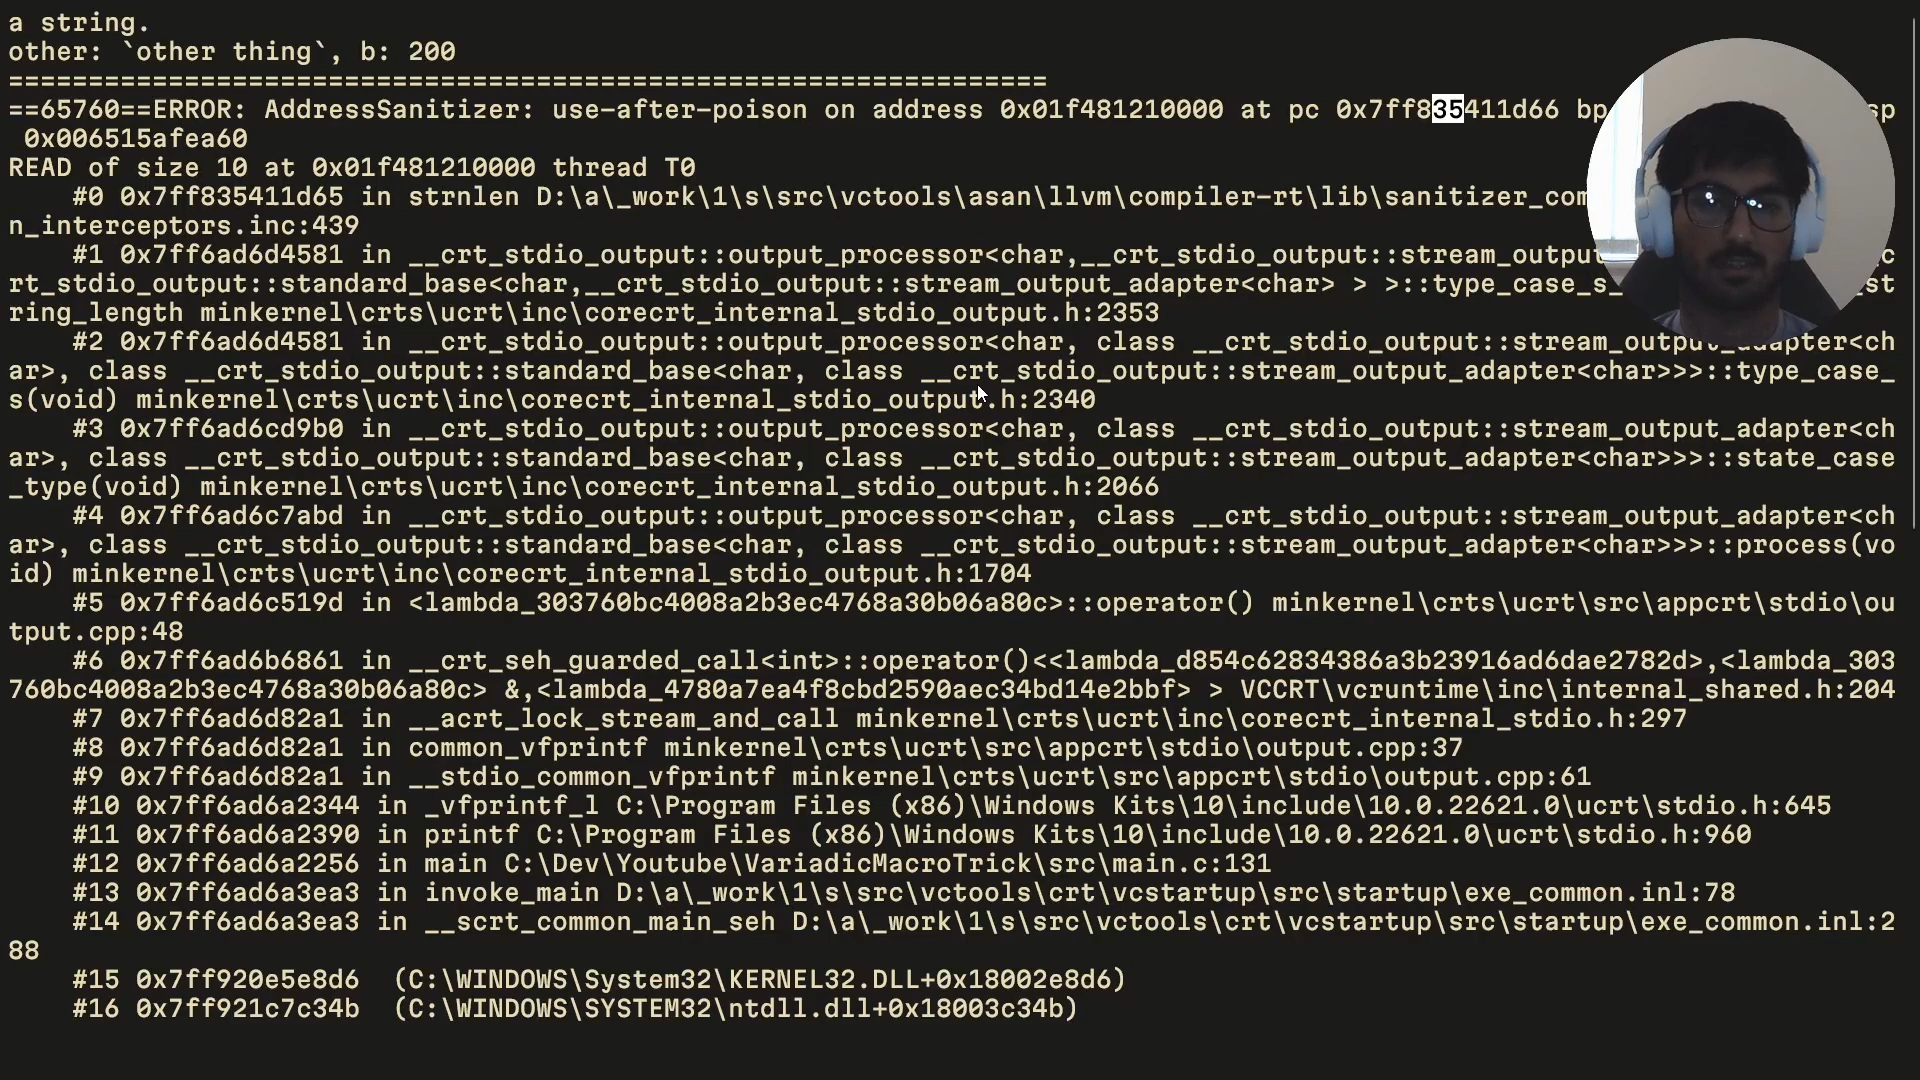 a string.
other: `other thing`, b: 200
=================================================================
==65760==ERROR: AddressSanitizer: use-after-poison on address 0x01f481210000 at pc 0x7ff835411d66 bp sp
 0x006515afea60
READ of size 10 at 0x01f481210000 thread T0
    #0 0x7ff835411d65 in strnlen D:\a\_work\1\s\src\vctools\asan\llvm\compiler-rt\lib\sanitizer_com
n_interceptors.inc:439
    #1 0x7ff6ad6d4581 in __crt_stdio_output::output_processor<char,__crt_stdio_output::stream_output c
rt_stdio_output::standard_base<char,__crt_stdio_output::stream_output_adapter<char> > >::type_case_s_ st
ring_length minkernel\crts\ucrt\inc\corecrt_internal_stdio_output.h:2353
    #2 0x7ff6ad6d4581 in __crt_stdio_output::output_processor<char, class __crt_stdio_output::stream_output_adapter<ch
ar>, class __crt_stdio_output::standard_base<char, class __crt_stdio_output::stream_output_adapter<char>>>::type_case_
s(void) minkernel\crts\ucrt\inc\corecrt_internal_stdio_output.h:2340
    #3 0x7ff6ad6cd9b0 in __crt_stdio_output::output_processor<char, class __crt_stdio_output::stream_output_adapter<ch
ar>, class __crt_stdio_output::standard_base<char, class __crt_stdio_output::stream_output_adapter<char>>>::state_case
_type(void) minkernel\crts\ucrt\inc\corecrt_internal_stdio_output.h:2066
    #4 0x7ff6ad6c7abd in __crt_stdio_output::output_processor<char, class __crt_stdio_output::stream_output_adapter<ch
ar>, class __crt_stdio_output::standard_base<char, class __crt_stdio_output::stream_output_adapter<char>>>::process(vo
id) minkernel\crts\ucrt\inc\corecrt_internal_stdio_output.h:1704
    #5 0x7ff6ad6c519d in <lambda_303760bc4008a2b3ec4768a30b06a80c>::operator() minkernel\crts\ucrt\src\appcrt\stdio\ou
tput.cpp:48
    #6 0x7ff6ad6b6861 in __crt_seh_guarded_call<int>::operator()<<lambda_d854c62834386a3b23916ad6dae2782d>,<lambda_303
760bc4008a2b3ec4768a30b06a80c> &,<lambda_4780a7ea4f8cbd2590aec34bd14e2bbf> > VCCRT\vcruntime\inc\internal_shared.h:204
    #7 0x7ff6ad6d82a1 in __acrt_lock_stream_and_call minkernel\crts\ucrt\inc\corecrt_internal_stdio.h:297
    #8 0x7ff6ad6d82a1 in common_vfprintf minkernel\crts\ucrt\src\appcrt\stdio\output.cpp:37
    #9 0x7ff6ad6d82a1 in __stdio_common_vfprintf minkernel\crts\ucrt\src\appcrt\stdio\output.cpp:61
    #10 0x7ff6ad6a2344 in _vfprintf_l C:\Program Files (x86)\Windows Kits\10\include\10.0.22621.0\ucrt\stdio.h:645
    #11 0x7ff6ad6a2390 in printf C:\Program Files (x86)\Windows Kits\10\include\10.0.22621.0\ucrt\stdio.h:960
    #12 0x7ff6ad6a2256 in main C:\Dev\Youtube\VariadicMacroTrick\src\main.c:131
    #13 0x7ff6ad6a3ea3 in invoke_main D:\a\_work\1\s\src\vctools\crt\vcstartup\src\startup\exe_common.inl:78
    #14 0x7ff6ad6a3ea3 in __scrt_common_main_seh D:\a\_work\1\s\src\vctools\crt\vcstartup\src\startup\exe_common.inl:2
88
    #15 0x7ff920e5e8d6  (C:\WINDOWS\System32\KERNEL32.DLL+0x18002e8d6)
    #16 0x7ff921c7c34b  (C:\WINDOWS\SYSTEM32\ntdll.dll+0x18003c34b)